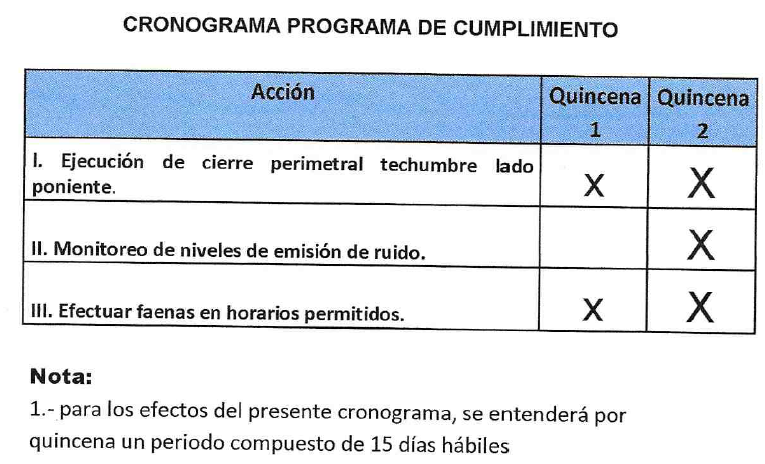 CRONOGRAMA PROGRAMA DE CUMPLIMIENTO
Acción
Quincena 1
Quincena 2
I. Ejecución de cierre perimetral techumbre lado
poniente.
X
X
II. Monitoreo de niveles de emisión de ruido.
X
III. Efectuar faenas en horarios permitidos.
X
X
Nota:
1.- para los efectos del presente cronograma, se entenderá por
quincena un periodo compuesto de 15 días hábiles